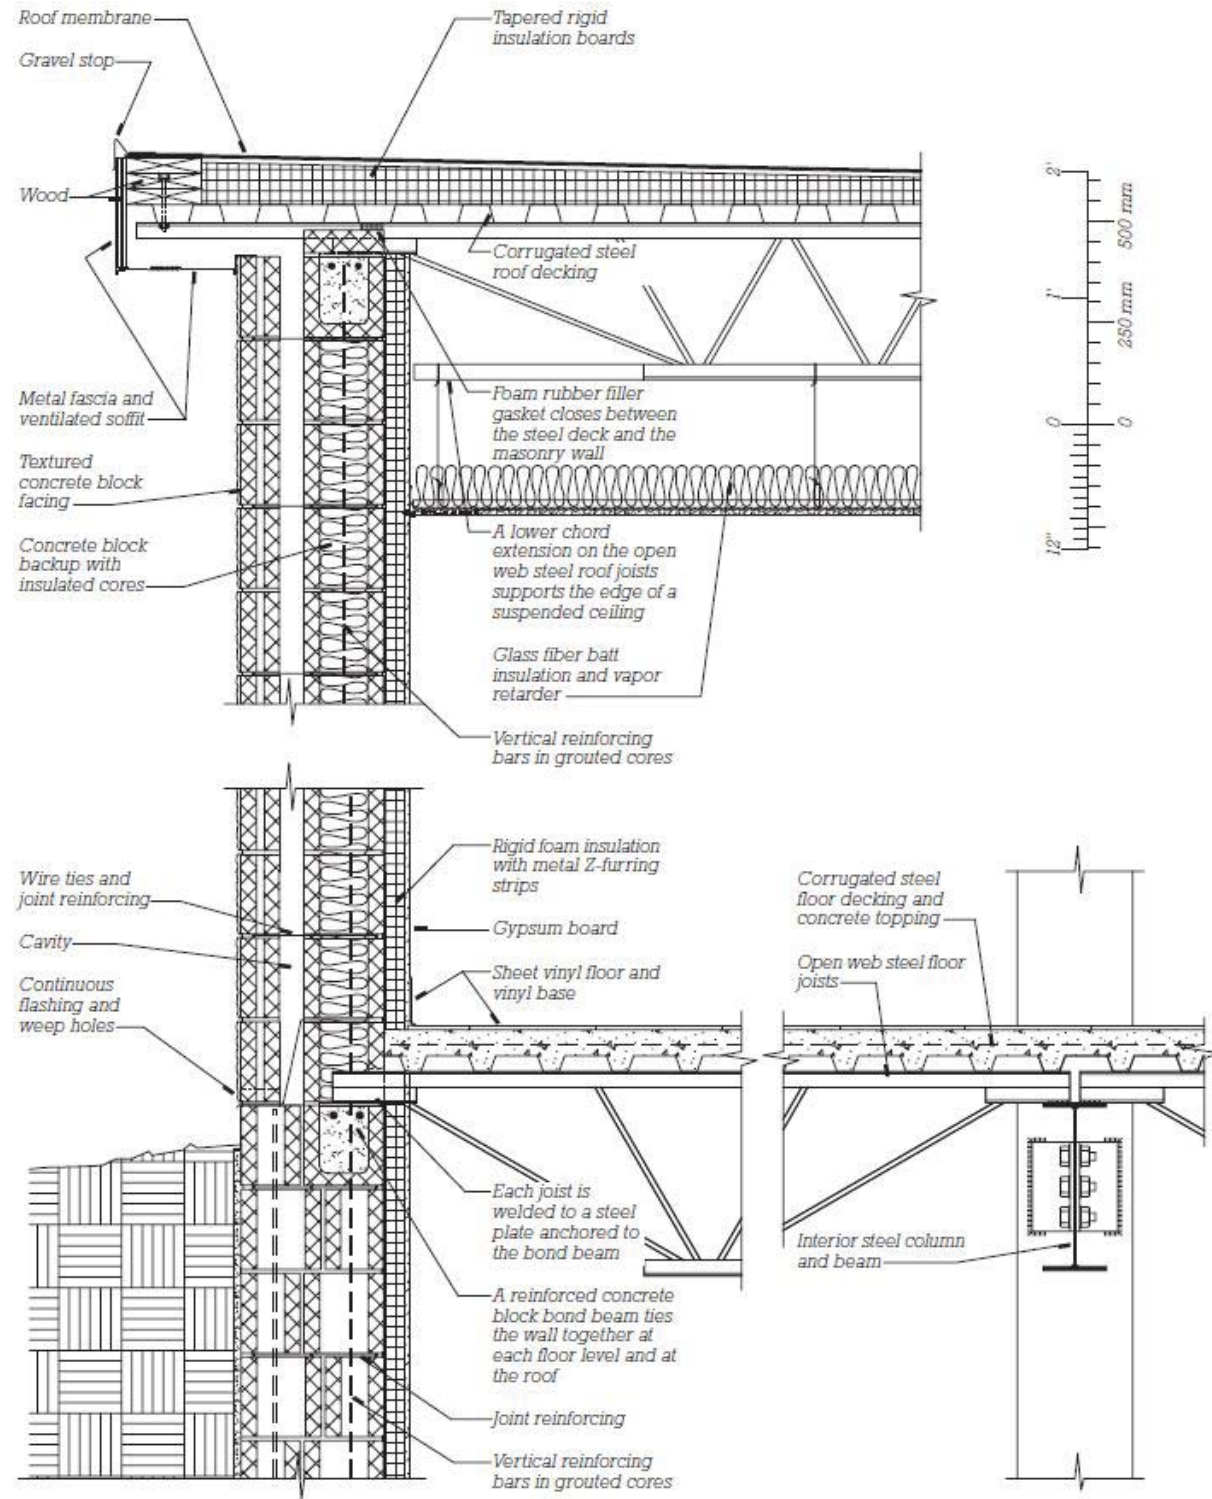 Roof membrane
Gravel stop
Tapered rigid
insulation boards
Wood
Corrugated steel
roof decking
Metal fascia and
ventilated soffit
Foam rubber filler
gasket closes between
the steel deck and the
masonry wall
Textured
concrete block
facing
Concrete block
backup with
insulated cores
A lower chord
extension on the open
web steel roof joists
supports the edge of a
suspended ceiling
Glass fiber batt
insulation and vapor
retarder
Vertical reinforcing
bars in grouted cores
2'
500 mm
1'
250 mm
0
0
12"
Rigid foam insulation
with metal Z-furring
strips
Wire ties and
joint reinforcing
Gypsum board
Cavity
Sheet vinyl floor and
vinyl base
Continuous
flashing and
weep holes
Corrugated steel
floor decking and
concrete topping
Open web steel floor
joists
Each joist is
welded to a steel
plate anchored to
the bond beam
Interior steel column
and beam
A reinforced concrete
block bond beam ties
the wall together at
each floor level and at
the roof
Joint reinforcing
Vertical reinforcing
bars in grouted cores